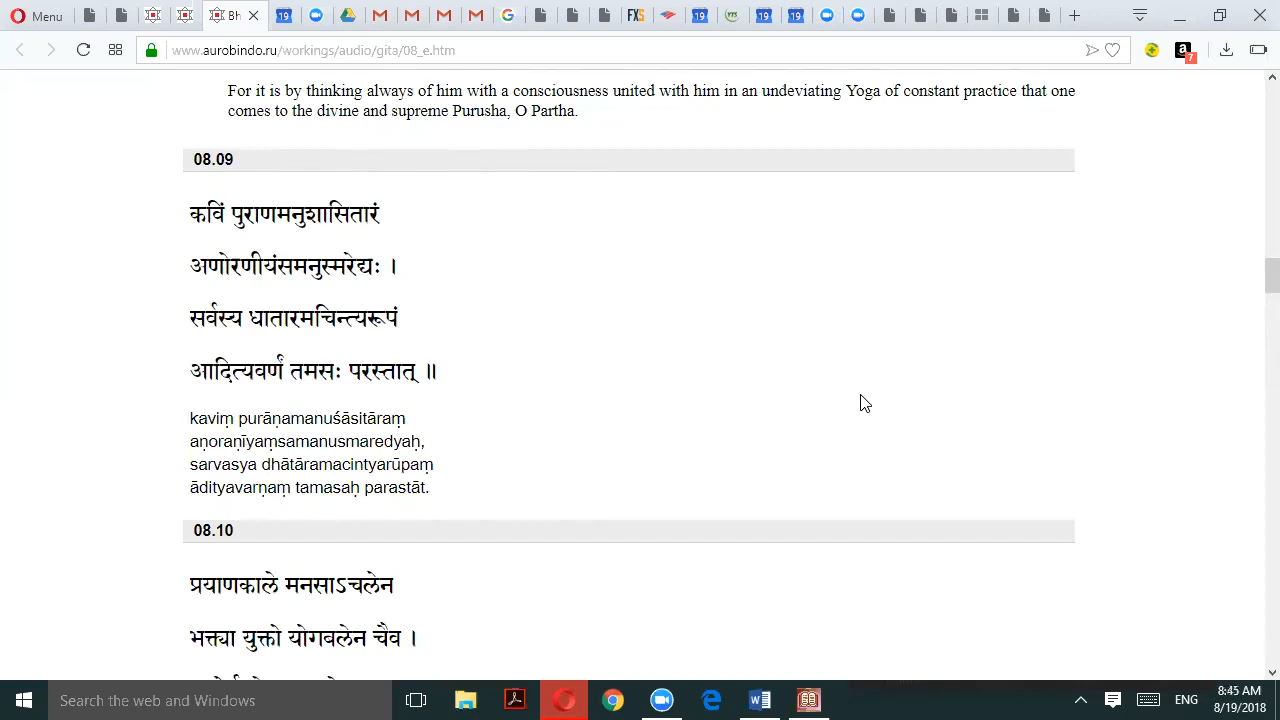 Menu
Bh
www.aurobindo.ru/workings/audio/gita/08_e.htm
7
For it is by thinking always of him with a consciousness united with him in an undeviating Yoga of constant practice that one
comes to the divine and supreme Purusha, O Partha.
08.09
कविं पुराणमनुशासितारं
अणोरणीयंसमनुस्मरेद्यः ।
सर्वस्य धातारमचिन्त्यरूपं
आदित्यवर्णं तमसः परस्तात् ॥
kaviṃ purāṇamanuśāsitāraṃ
aṇoraṇīyaṃsamanusmaredyaḥ,
sarvasya dhātāramacintyarūpaṃ
ādityavarṇaṃ tamasaḥ parastāt.
08.10
प्रयाणकाले मनसाऽचलेन
भक्त्या युक्तो योगबलेन चैव ।
Search the web and Windows
ENG
8:45 AM
8/19/2018